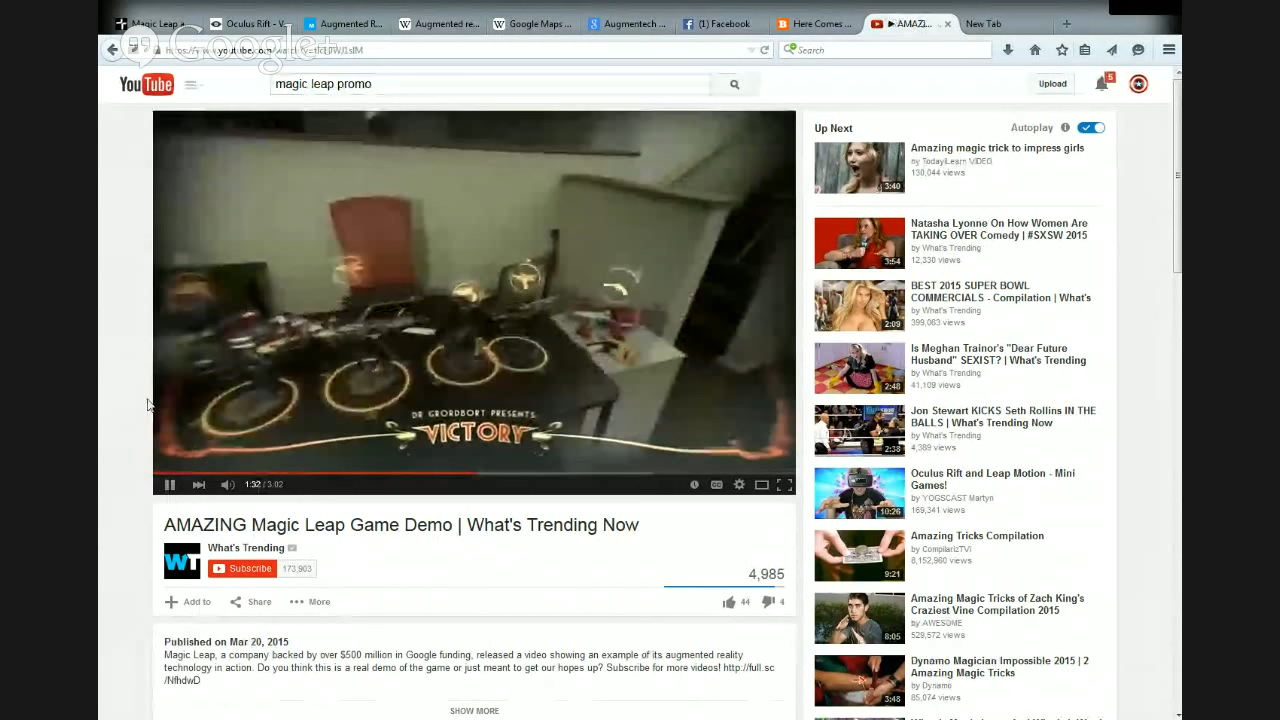 Magic Leap a...
Oculus Rift - V...
Augmented R...
Augmented re...
Google Maps ...
Augmentech ...
(1) Facebook
Here Comes ...
▶ AMAZI...
New Tab
Google+
Search
YouTube
magic leap promo
Upload
5
DR GRORDBORT PRESENTS
VICTORY
1:32 / 3:02
CC
AMAZING Magic Leap Game Demo | What's Trending Now
WT
What's Trending
Subscribe 173,903
4,985
Add to Share More
44 4
Published on Mar 20, 2015
Magic Leap, a company backed by over $500 million in Google funding, released a video showing an example of its augmented reality
technology in action. Do you think this is a real demo of the game or just meant to get our hopes up? Subscribe for more videos! http://full.sc
/NfhdwD
SHOW MORE
Up Next
Autoplay
Amazing magic trick to impress girls
by TodayiLearn VIDEO
130,044 views
3:40
Natasha Lyonne On How Women Are
TAKING OVER Comedy | #SXSW 2015
by What's Trending
12,330 views
3:54
BEST 2015 SUPER BOWL
COMMERCIALS - Compilation | What's
by What's Trending
399,063 views
2:09
Is Meghan Trainor's "Dear Future
Husband" SEXIST? | What's Trending
by What's Trending
41,109 views
2:48
Jon Stewart KICKS Seth Rollins IN THE
BALLS | What's Trending Now
by What's Trending
4,389 views
2:38
Oculus Rift and Leap Motion - Mini
Games!
by YOGSCAST Martyn
169,341 views
10:26
Amazing Tricks Compilation
by CompilarizTVi
8,152,960 views
9:21
Amazing Magic Tricks of Zach King's
Craziest Vine Compilation 2015
by AWESOME
529,572 views
8:05
Dynamo Magician Impossible 2015 | 2
Amazing Magic Tricks
by Dynamo
85,074 views
3:48